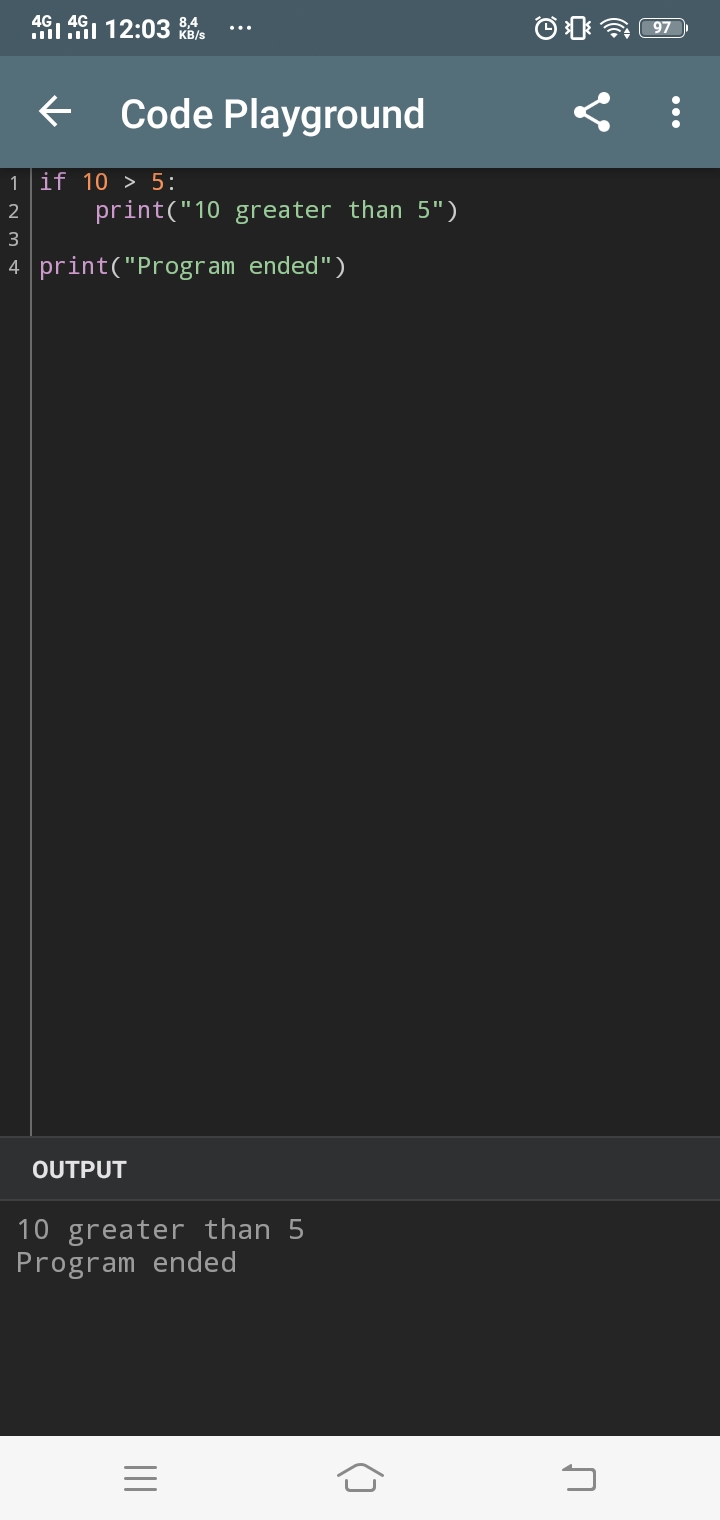 4G 4G 12:03 8,4 KB/s ... 97
Code Playground
1 if 10 > 5:
2     print("10 greater than 5")
3
4 print("Program ended")
OUTPUT
10 greater than 5
Program ended